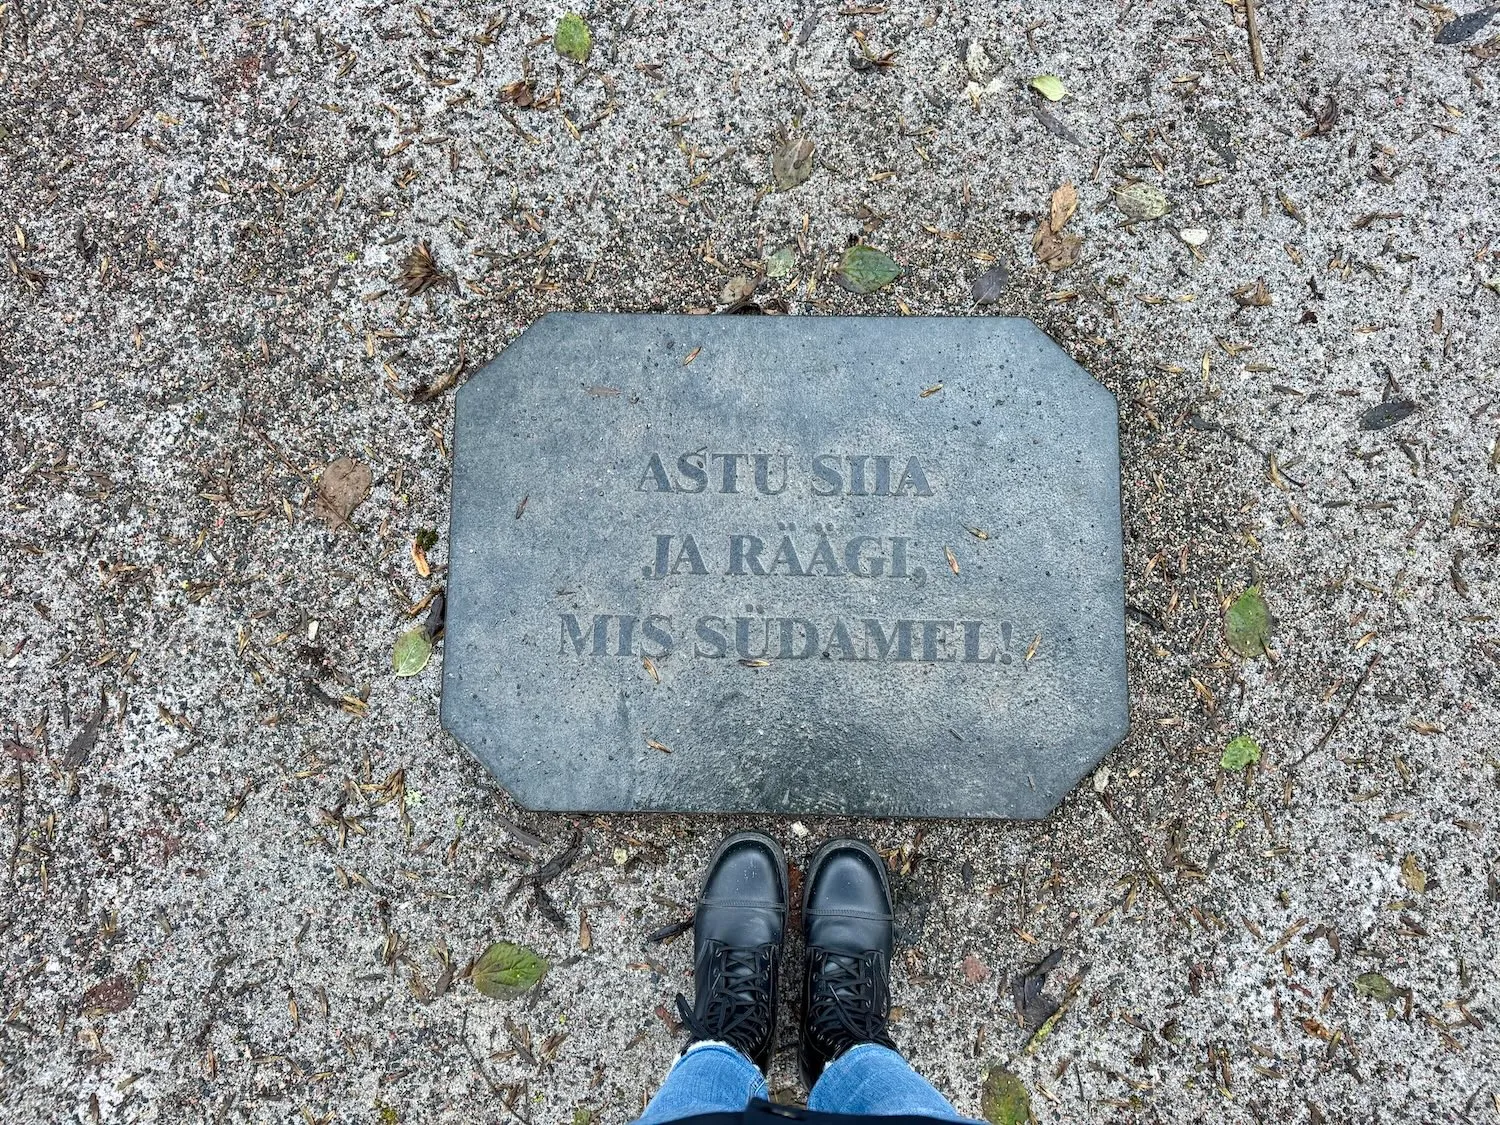 ASTU SIIA
JA RÄÄGI,
MIS SÜDAMEL!